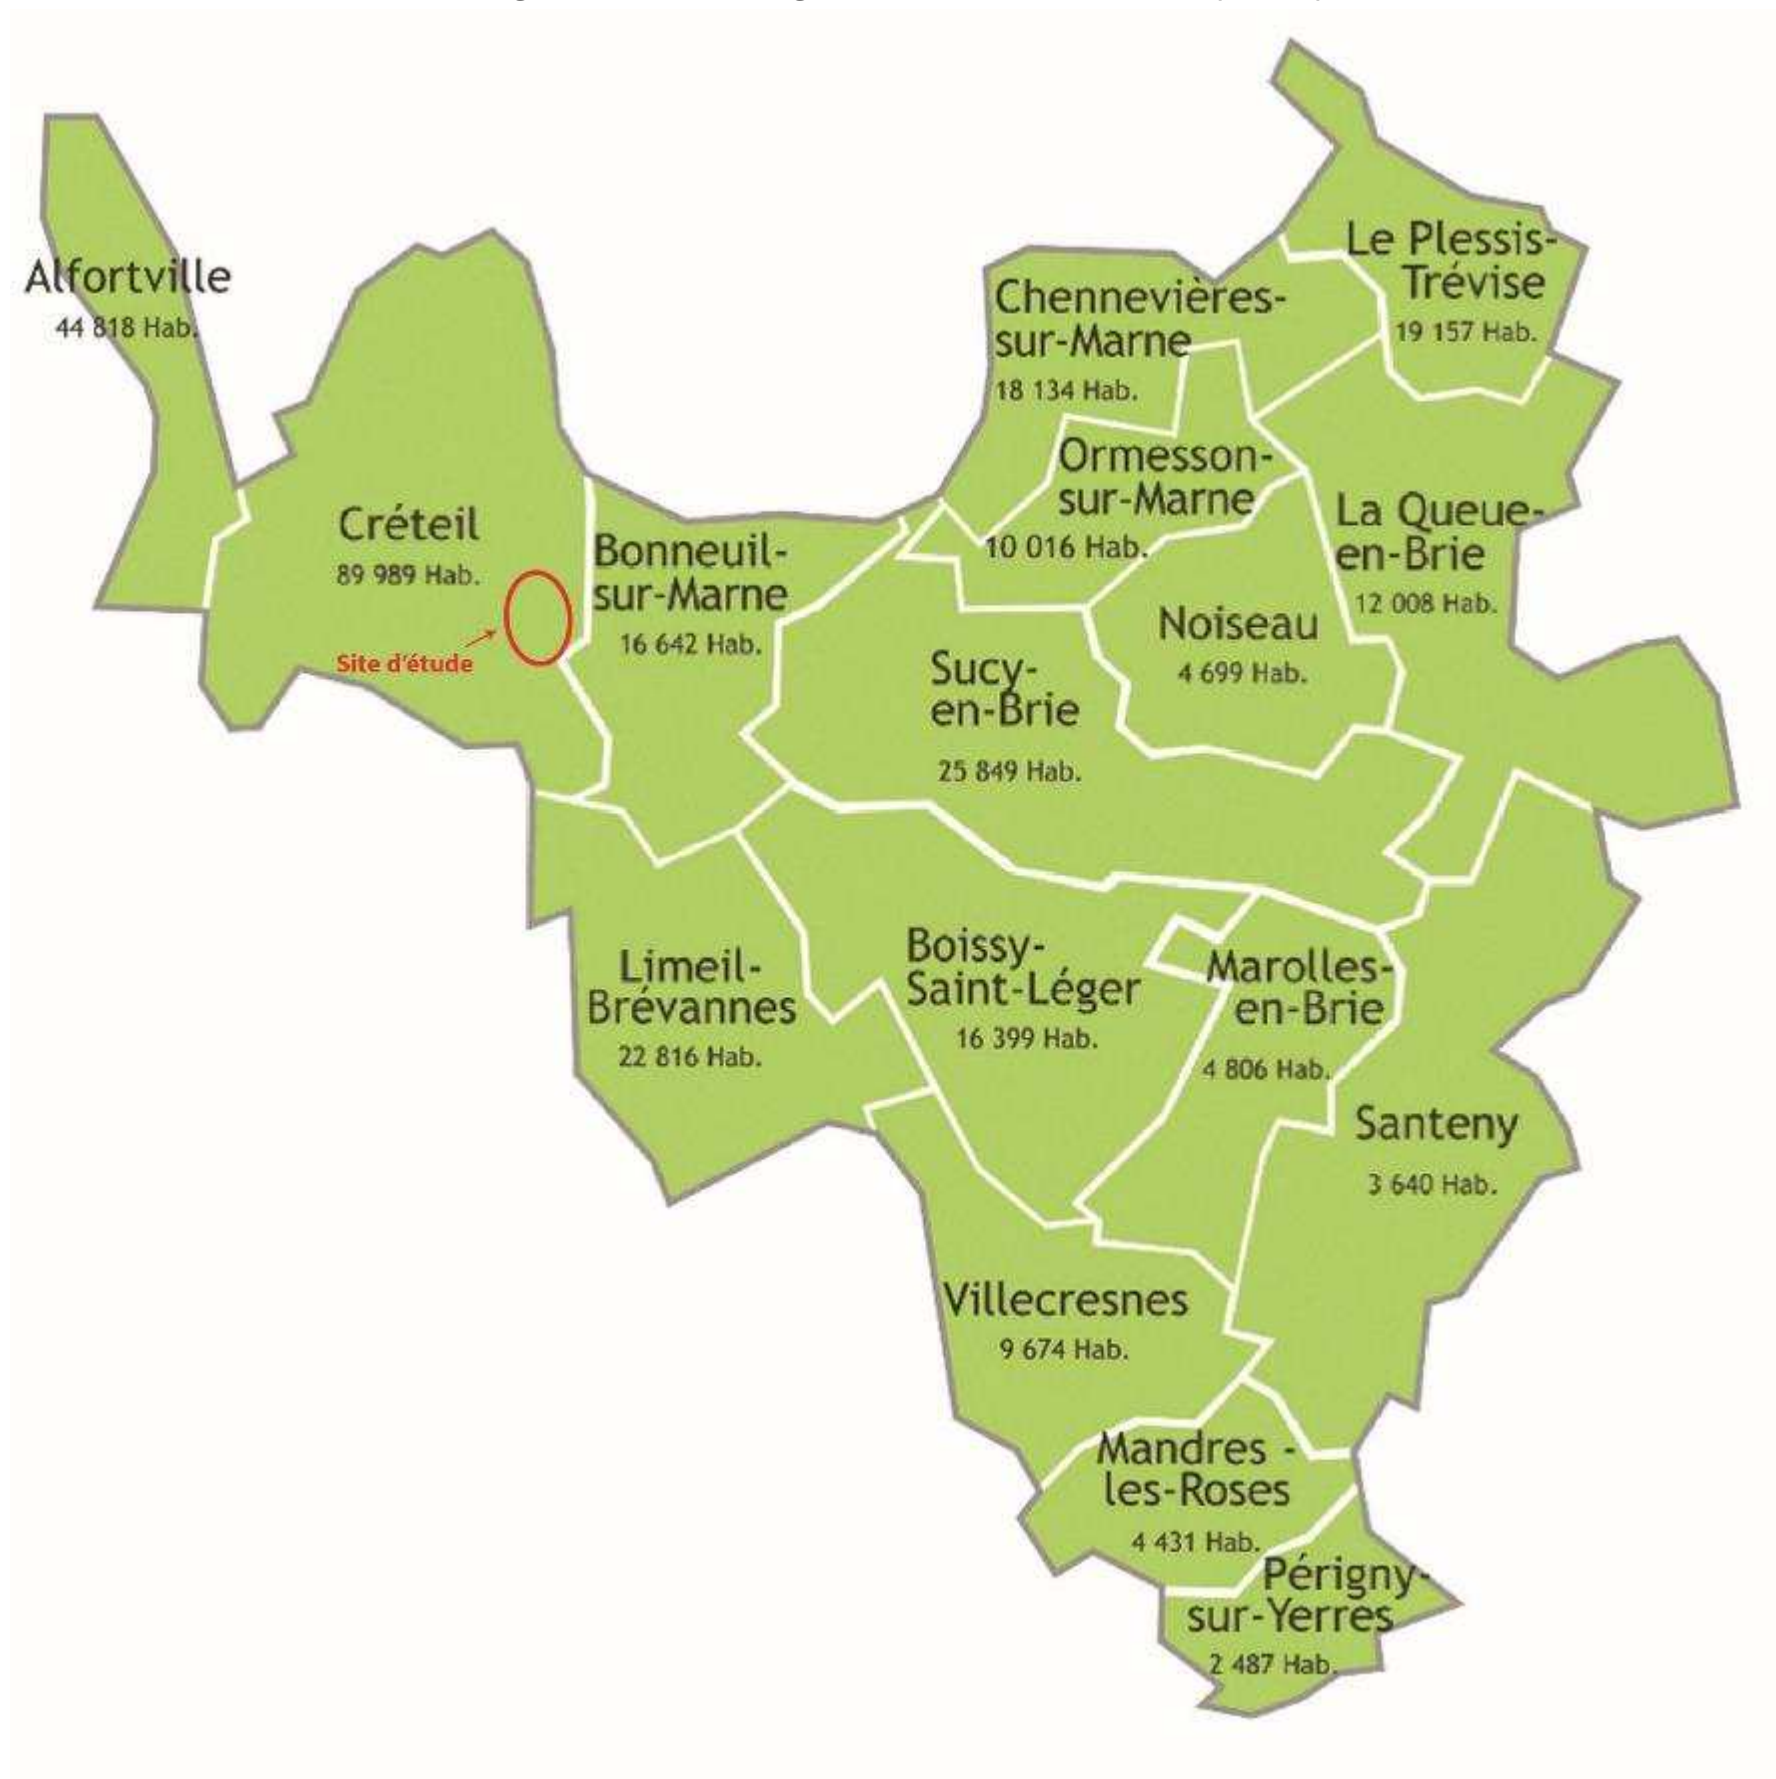 Le Plessis-
Trévise
19 157 Hab.
Alfortville
44 818 Hab.
Chennevières-
sur-Marne
18 134 Hab.
Ormesson-
sur-Marne
10 016 Hab.
La Queue-
en-Brie
12 008 Hab.
Créteil
89 989 Hab.
Site d'étude
Bonneuil-
sur-Marne
16 642 Hab.
Noiseau
4 699 Hab.
Sucy-
en-Brie
25 849 Hab.
Limeil-
Brévannes
22 816 Hab.
Boissy-
Saint-Léger
16 399 Hab.
Marolles-
en-Brie
4 806 Hab.
Santeny
3 640 Hab.
Villecresnes
9 674 Hab.
Mandres -
les-Roses
4 431 Hab.
Périgny-
sur-Yerres
2 487 Hab.